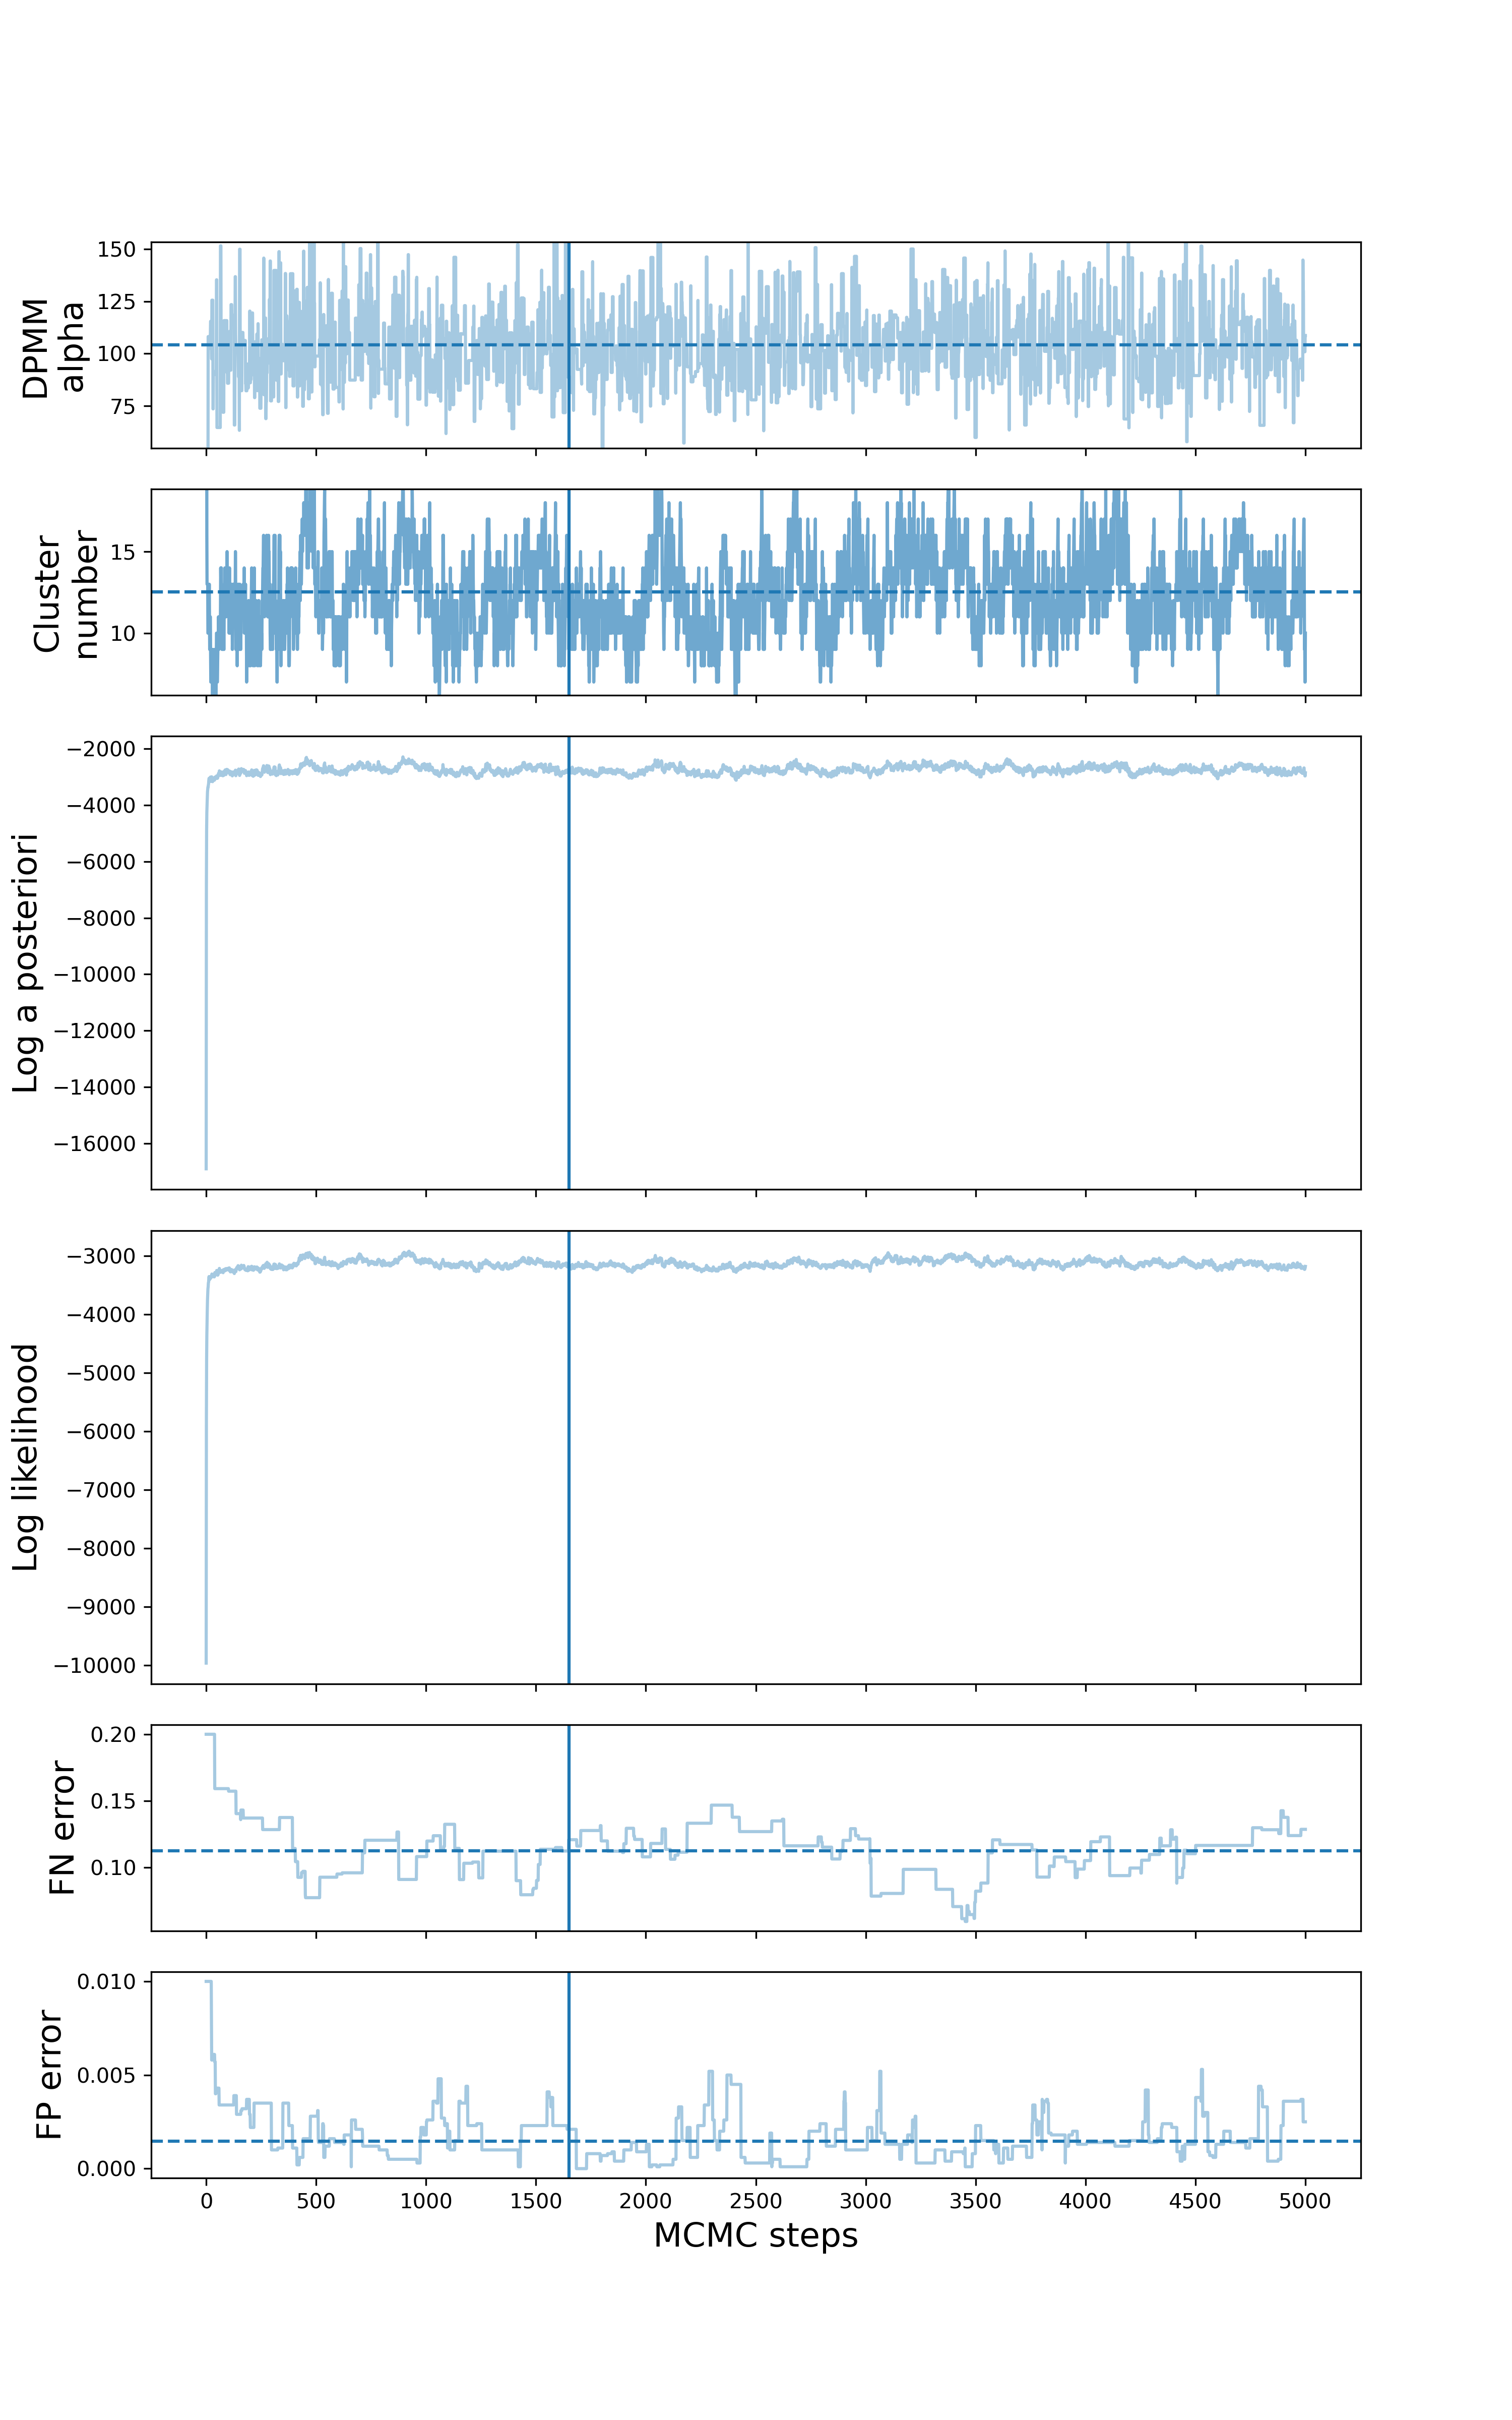 DPMM
alpha
150
125
100
75
Cluster
number
15
10
Log a posteriori
−2000
−4000
−6000
−8000
−10000
−12000
−14000
−16000
Log likelihood
−3000
−4000
−5000
−6000
−7000
−8000
−9000
−10000
FN error
0.20
0.15
0.10
FP error
0.010
0.005
0.000
0 500 1000 1500 2000 2500 3000 3500 4000 4500 5000
MCMC steps